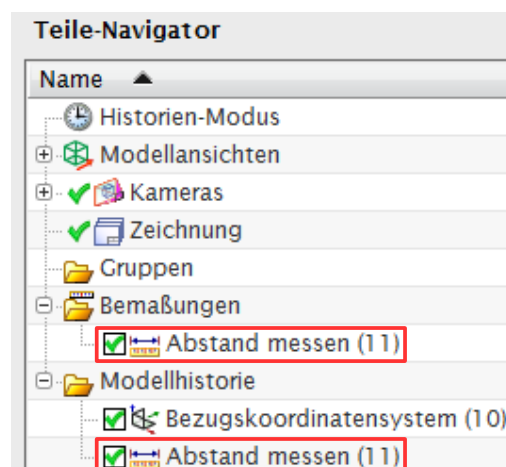 Teile-Navigator
Name
Historien-Modus
Modellansichten
Kameras
Zeichnung
Gruppen
Bemaßungen
Abstand messen (11)
Modellhistorie
Bezugskoordinatensystem (10)
Abstand messen (11)